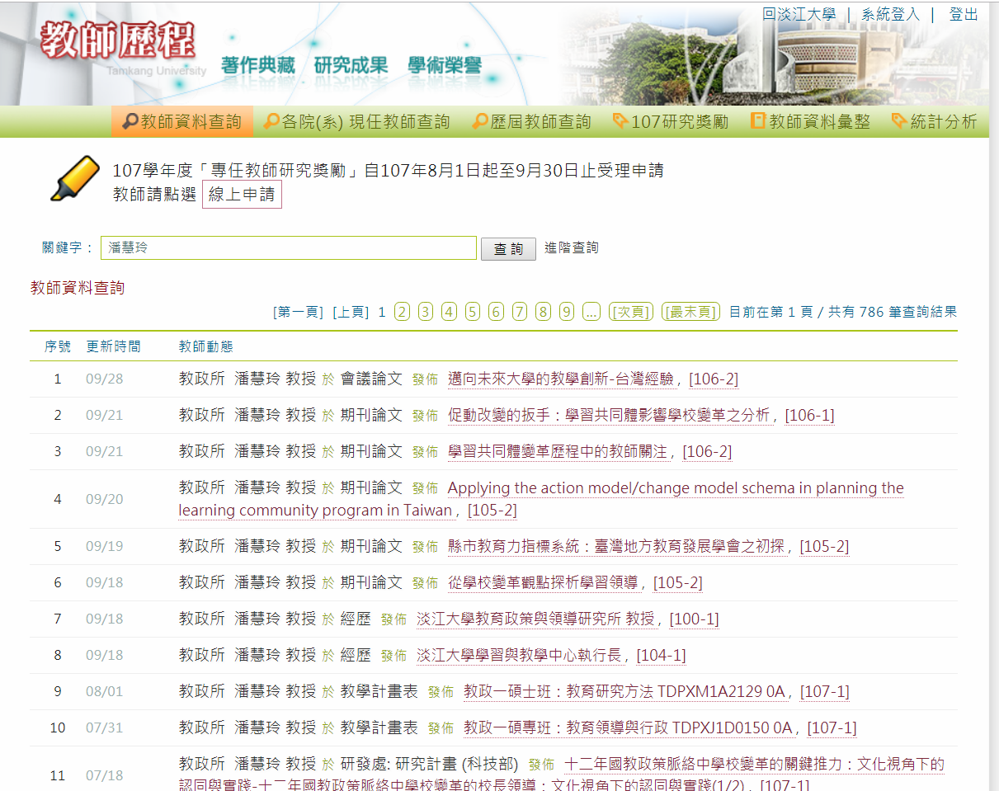 回淡江大學 | 系統登入 | 登出
教師歷程
Tamkang University
著作典藏 研究成果 學術榮譽
教師資料查詢 各院(系) 現任教師查詢 歷屆教師查詢 107研究獎勵 教師資料彙整 統計分析
107學年度「專任教師研究獎勵」自107年8月1日起至9月30日止受理申請
教師請點選 線上申請
關鍵字： 潘慧玲 查詢 進階查詢
教師資料查詢
[第一頁] [上頁] 1 2 3 4 5 6 7 8 9 ... [次頁] [最末頁] 目前在第 1 頁 / 共有 786 筆查詢結果
序號 更新時間 教師動態
1 09/28 教政所 潘慧玲 教授 於 會議論文 發佈 邁向未來大學的教學創新-台灣經驗 , [106-2]
2 09/21 教政所 潘慧玲 教授 於 期刊論文 發佈 促動改變的扳手：學習共同體影響學校變革之分析 , [106-1]
3 09/21 教政所 潘慧玲 教授 於 期刊論文 發佈 學習共同體變革歷程中的教師關注 , [106-2]
4 09/20 教政所 潘慧玲 教授 於 期刊論文 發佈 Applying the action model/change model schema in planning the
learning community program in Taiwan , [105-2]
5 09/19 教政所 潘慧玲 教授 於 期刊論文 發佈 縣市教育力指標系統：臺灣地方教育發展學會之初探 , [105-2]
6 09/18 教政所 潘慧玲 教授 於 期刊論文 發佈 從學校變革觀點探析學習領導 , [105-2]
7 09/18 教政所 潘慧玲 教授 於 經歷 發佈 淡江大學教育政策與領導研究所 教授 , [100-1]
8 09/18 教政所 潘慧玲 教授 於 經歷 發佈 淡江大學學習與教學中心執行長 , [104-1]
9 08/01 教政所 潘慧玲 教授 於 教學計畫表 發佈 教政一碩士班：教育研究方法 TDPXM1A2129 0A , [107-1]
10 07/31 教政所 潘慧玲 教授 於 教學計畫表 發佈 教政一碩專班：教育領導與行政 TDPXJ1D0150 0A , [107-1]
11 07/18 教政所 潘慧玲 教授 於 研發處: 研究計畫 (科技部) 發佈 十二年國教政策脈絡中學校變革的關鍵推力：文化視角下的
認同與實踐-十二年國教政策脈絡中學校變革的校長領導：文化視角下的認同與實踐(1/2) , [107-1]